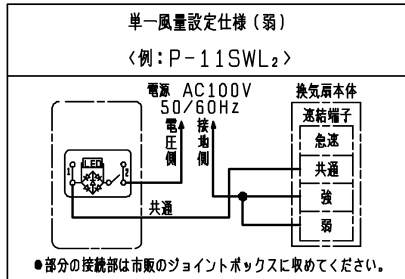 単一風量設定仕様（弱）
〈例：P-11SWL₂〉
電源 AC100V
50/60Hz
電圧側
接地側
換気扇本体
速結端子
急速
共通
強
弱
1
LED
2
共通
●部分の接続部は市販のジョイントボックスに収めてください。